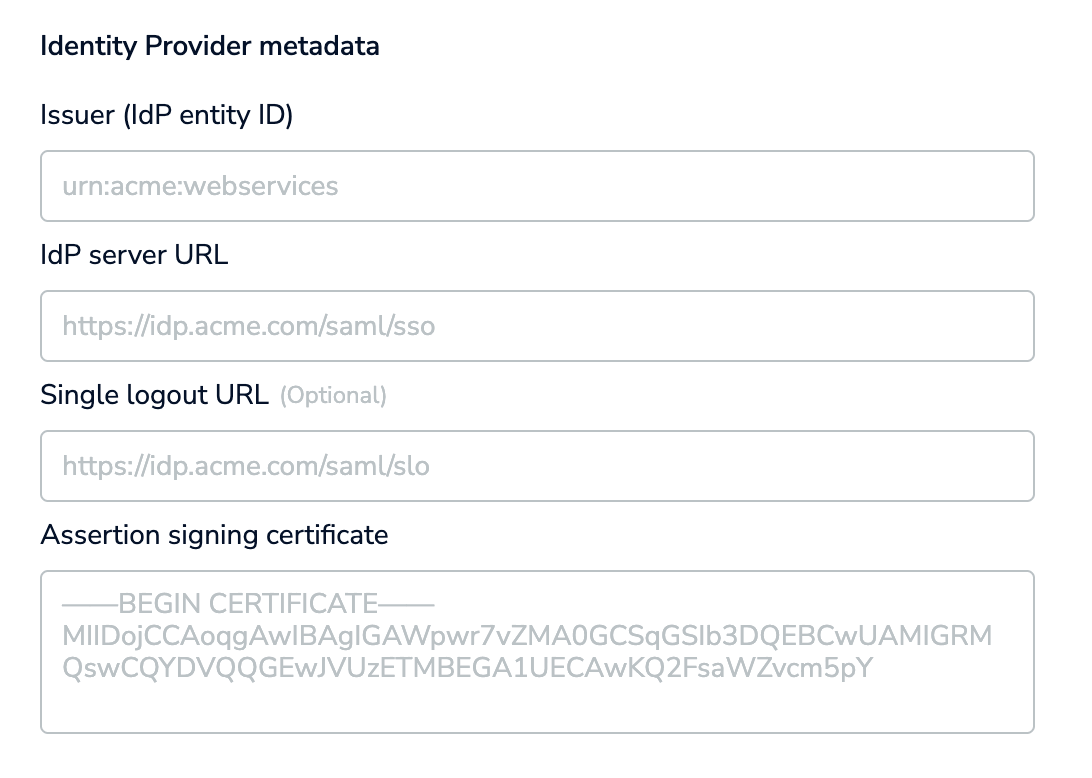 Identity Provider metadata
Issuer (IdP entity ID)
urn:acme:webservices
IdP server URL
https://idp.acme.com/saml/sso
Single logout URL (Optional)
https://idp.acme.com/saml/slo
Assertion signing certificate
——BEGIN CERTIFICATE——
MIIDojCCAoqgAwIBAgIGAWpwr7vZMA0GCSqGSIb3DQEBCwUAMIGRM
QswCQYDVQQGEwJVUzETMBEGA1UECAwKQ2FsaWZvcm5pY